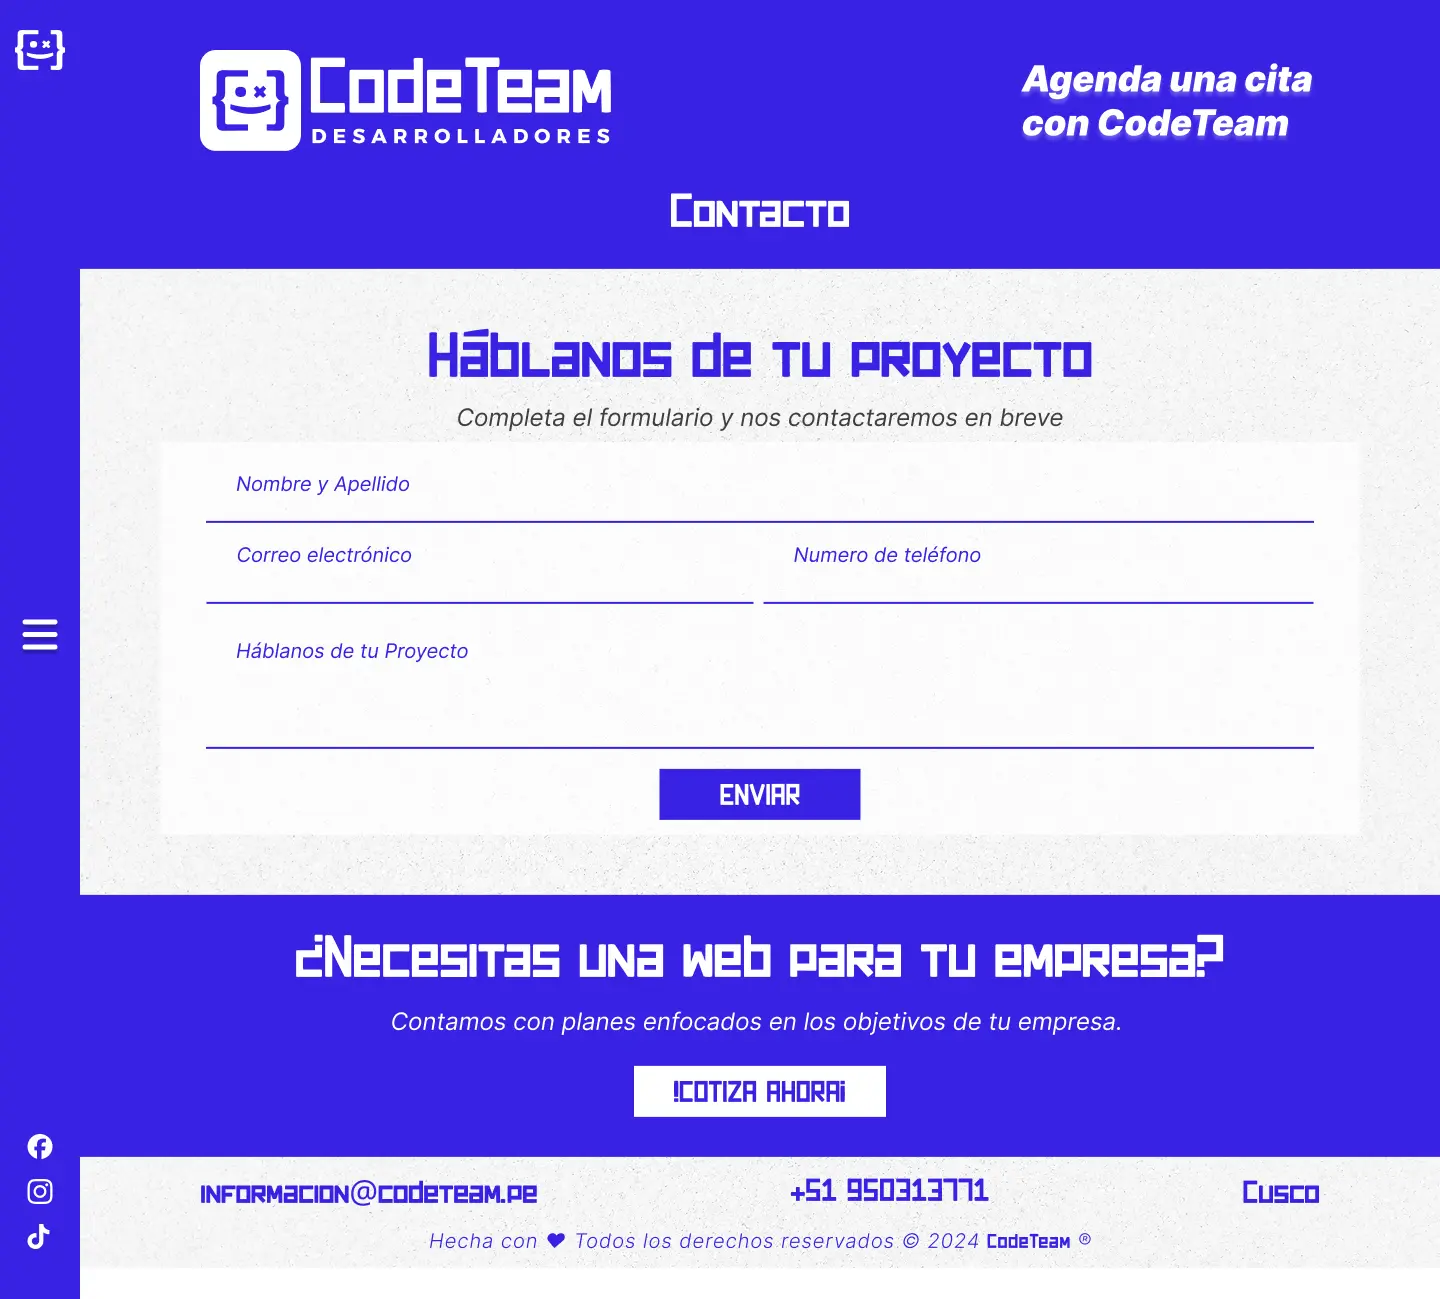 CodeTeam
DESARROLLADORES
Agenda una cita
con CodeTeam
Contacto
Háblanos de tu proyecto
Completa el formulario y nos contactaremos en breve
Nombre y Apellido
Correo electrónico
Numero de teléfono
Háblanos de tu Proyecto
ENVIAR
¿Necesitas una web para tu empresa?
Contamos con planes enfocados en los objetivos de tu empresa.
!COTIZA AHORA¡
informacion@codeteam.pe
+51 950313771
Cusco
Hecha con ❤ Todos los derechos reservados © 2024 CodeTeam ®